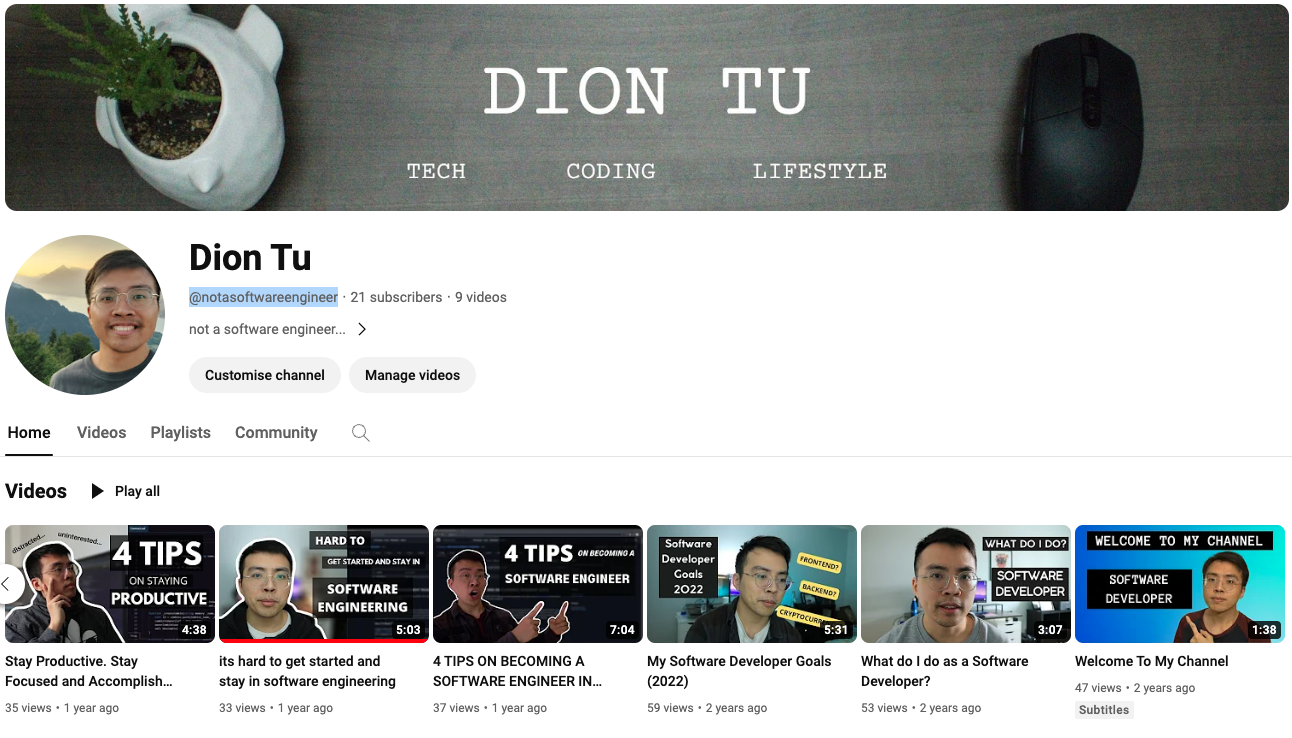 DION TU
TECH CODING LIFESTYLE
Dion Tu
@notasoftwareengineer · 21 subscribers · 9 videos
not a software engineer...
Customise channel Manage videos
Home Videos Playlists Community
Videos Play all
distracted...
uninterested...
4 TIPS
ON STAYING
PRODUCTIVE
4:38
HARD TO
GET STARTED AND STAY IN
SOFTWARE
ENGINEERING
5:03
4 TIPS ON BECOMING A
SOFTWARE ENGINEER
7:04
Software
Developer
Goals
2022
FRONTEND?
BACKEND?
5:31
WHAT DO I DO?
SOFTWARE
DEVELOPER
3:07
WELCOME TO MY CHANNEL
SOFTWARE
DEVELOPER
1:38
Stay Productive. Stay
Focused and Accomplish...
35 views • 1 year ago
its hard to get started and
stay in software engineering
33 views • 1 year ago
4 TIPS ON BECOMING A
SOFTWARE ENGINEER IN...
37 views • 1 year ago
My Software Developer Goals
(2022)
59 views • 2 years ago
What do I do as a Software
Developer?
53 views • 2 years ago
Welcome To My Channel
47 views • 2 years ago
Subtitles